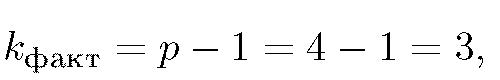 k_факт = p − 1 = 4 − 1 = 3,